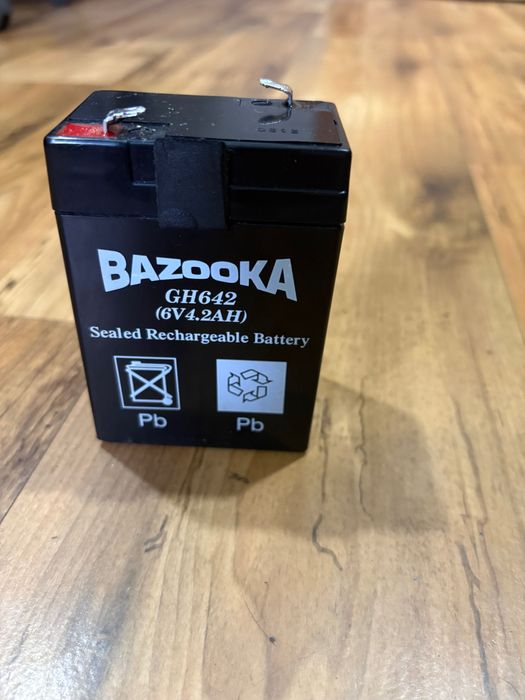 BAZOOKA
GH642
(6V4.2AH)
Sealed Rechargeable Battery
Pb
Pb